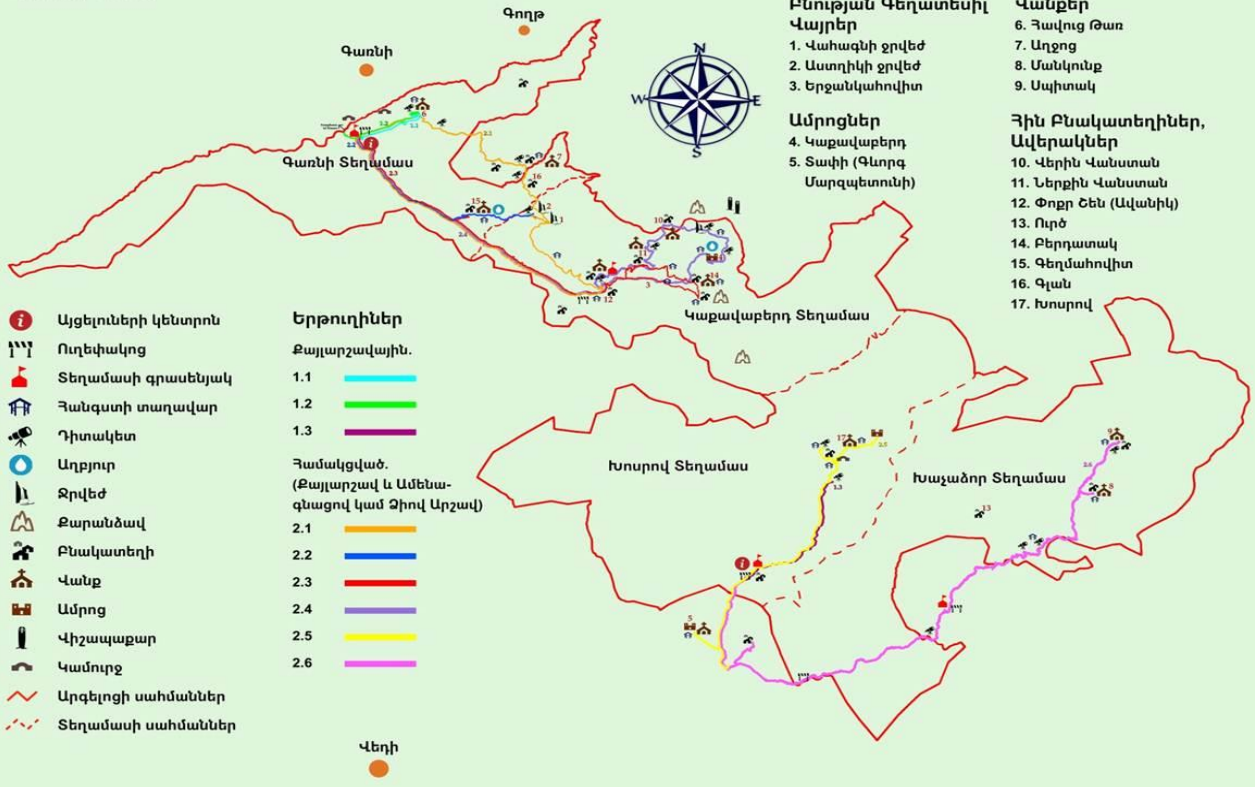 Գողթ
Գառնի
Գառնի Տեղամաս
Կաքավաբերդ Տեղամաս
Խոսրով Տեղամաս
Խաչաձոր Տեղամաս
Վեդի
N
W
E
S
Բնության Գեղատեսիլ
Վայրեր
1. Վահագնի ջրվեժ
2. Աստղիկի ջրվեժ
3. Երջանկահովիտ
Ամրոցներ
4. Կաքավաբերդ
5. Տափի (Գևորգ
Մարզպետունի)
Վանքեր
6. Հավուց Թառ
7. Աղջոց
8. Մանկունք
9. Սպիտակ
Հին Բնակատեղիներ,
Ավերակներ
10. Վերին Վանստան
11. Ներքին Վանստան
12. Փոքր Շեն (Ավանիկ)
13. Ուրծ
14. Բերդատակ
15. Գեղմահովիտ
16. Գլան
17. Խոսրով
Այցելուների կենտրոն
Ուղեփակոց
Տեղամասի գրասենյակ
Հանգստի տաղավար
Դիտակետ
Աղբյուր
Ջրվեժ
Քարանձավ
Բնակատեղի
Վանք
Ամրոց
Վիշապաքար
Կամուրջ
Արգելոցի սահմաններ
Տեղամասի սահմաններ
Երթուղիներ
Քայլարշավային.
1.1
1.2
1.3
Համակցված.
(Քայլարշավ և Ամենա-
գնացով կամ Ձիով Արշավ)
2.1
2.2
2.3
2.4
2.5
2.6